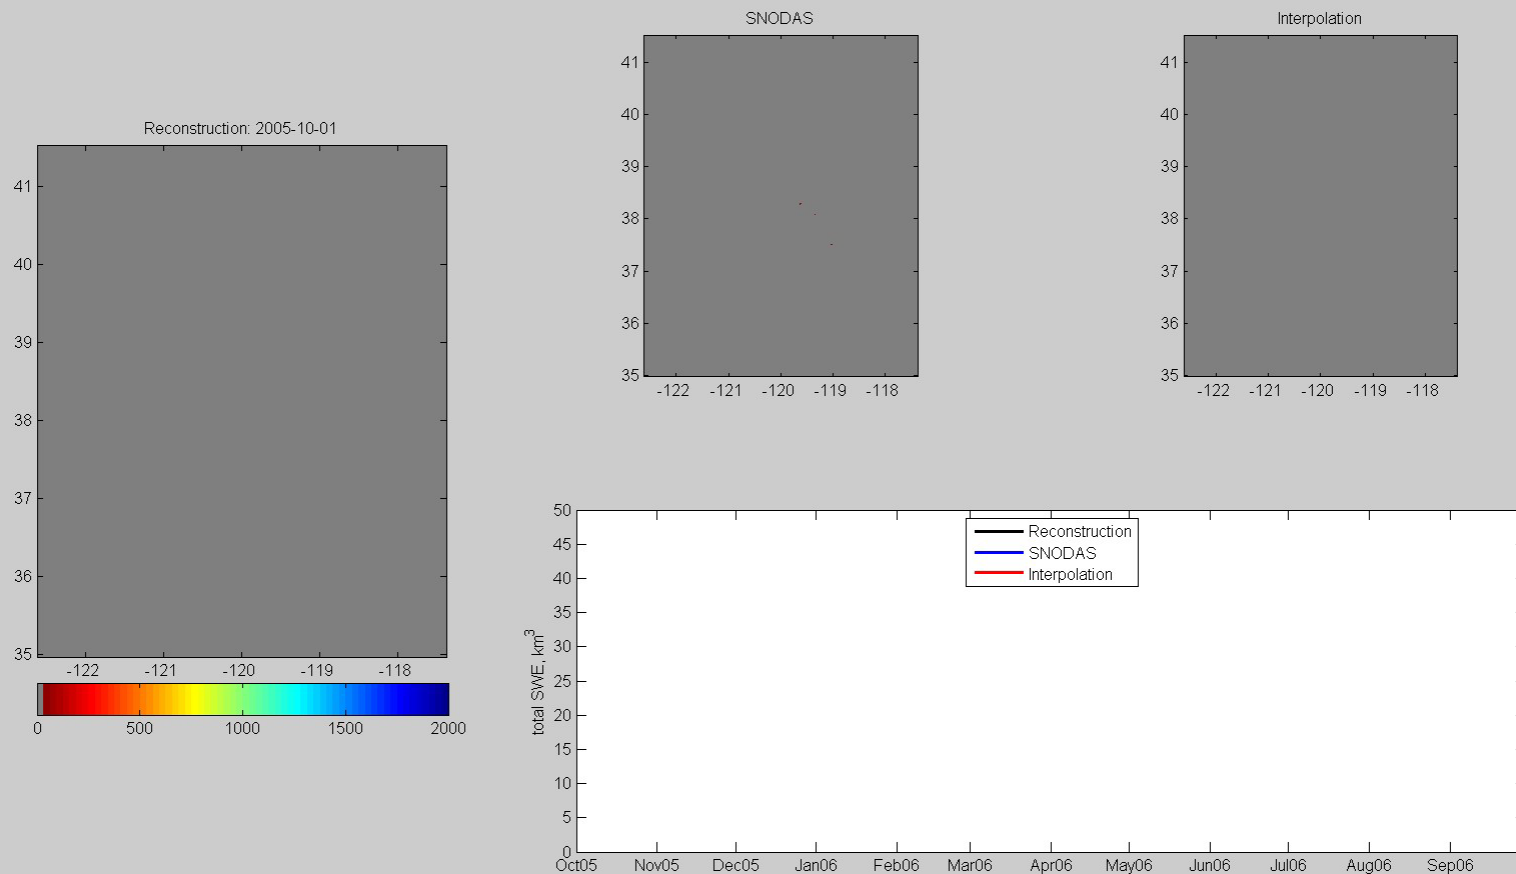 SNODAS
41
40
39
38
37
36
35
-122 -121 -120 -119 -118
Interpolation
41
40
39
38
37
36
35
-122 -121 -120 -119 -118
Reconstruction: 2005-10-01
41
40
39
38
37
36
35
-122 -121 -120 -119 -118
0 500 1000 1500 2000
total SWE, km³
50
45
40
35
30
25
20
15
10
5
0
Reconstruction
SNODAS
Interpolation
Oct05 Nov05 Dec05 Jan06 Feb06 Mar06 Apr06 May06 Jun06 Jul06 Aug06 Sep06